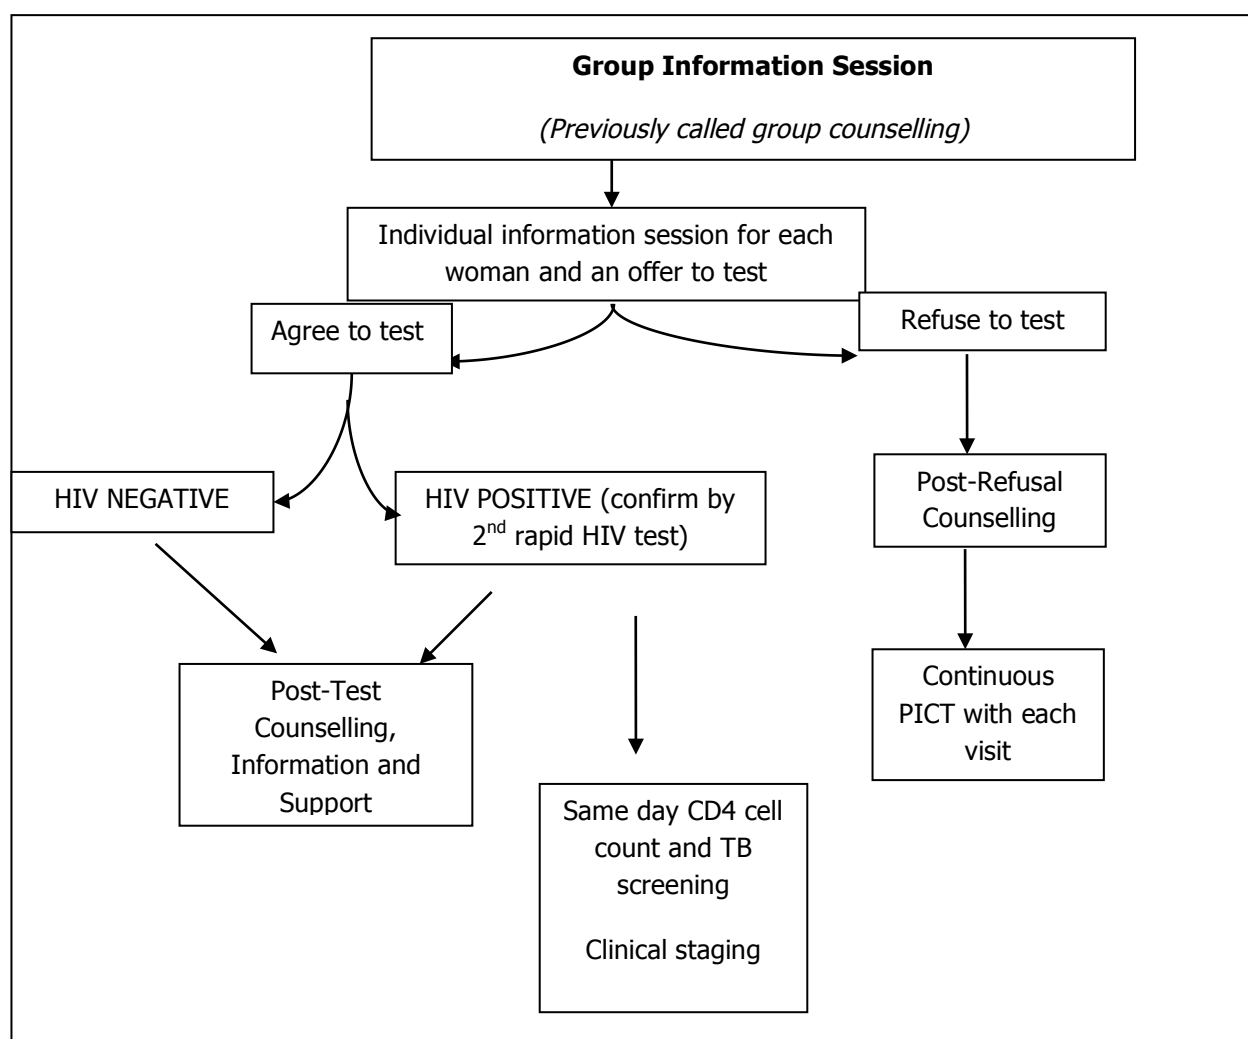 Group Information Session
(Previously called group counselling)
Individual information session for each
woman and an offer to test
Agree to test
Refuse to test
HIV NEGATIVE
HIV POSITIVE (confirm by
2nd rapid HIV test)
Post-Refusal
Counselling
Post-Test
Counselling,
Information and
Support
Continuous
PICT with each
visit
Same day CD4 cell
count and TB
screening
Clinical staging